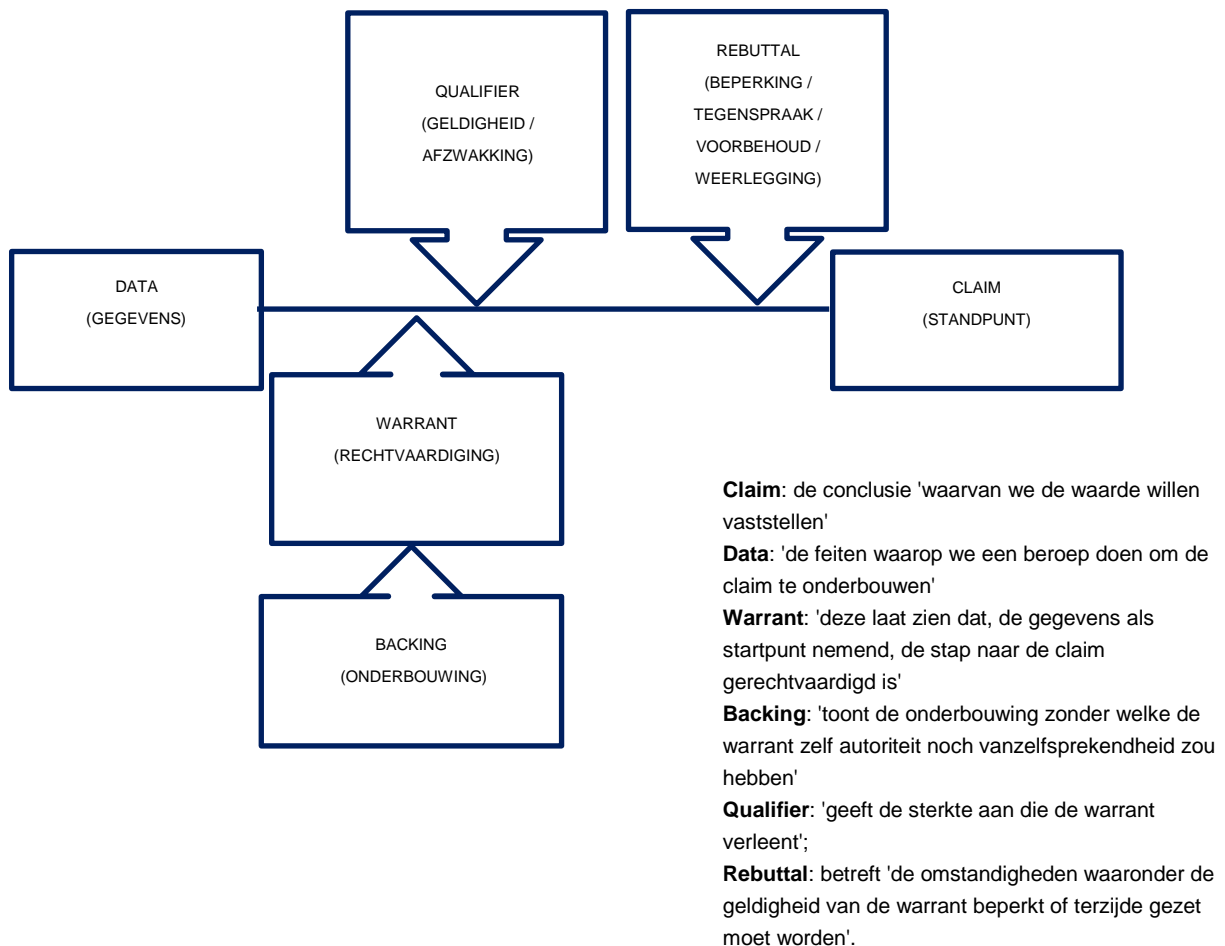 QUALIFIER
(GELDIGHEID /
AFZWAKKING)
REBUTTAL
(BEPERKING /
TEGENSPRAAK /
VOORBEHOUD /
WEERLEGGING)
DATA
(GEGEVENS)
CLAIM
(STANDPUNT)
WARRANT
(RECHTVAARDIGING)
BACKING
(ONDERBOUWING)
Claim: de conclusie 'waarvan we de waarde willen
vaststellen'
Data: 'de feiten waarop we een beroep doen om de
claim te onderbouwen'
Warrant: 'deze laat zien dat, de gegevens als
startpunt nemend, de stap naar de claim
gerechtvaardigd is'
Backing: 'toont de onderbouwing zonder welke de
warrant zelf autoriteit noch vanzelfsprekendheid zou
hebben'
Qualifier: 'geeft de sterkte aan die de warrant
verleent';
Rebuttal: betreft 'de omstandigheden waaronder de
geldigheid van de warrant beperkt of terzijde gezet
moet worden'.